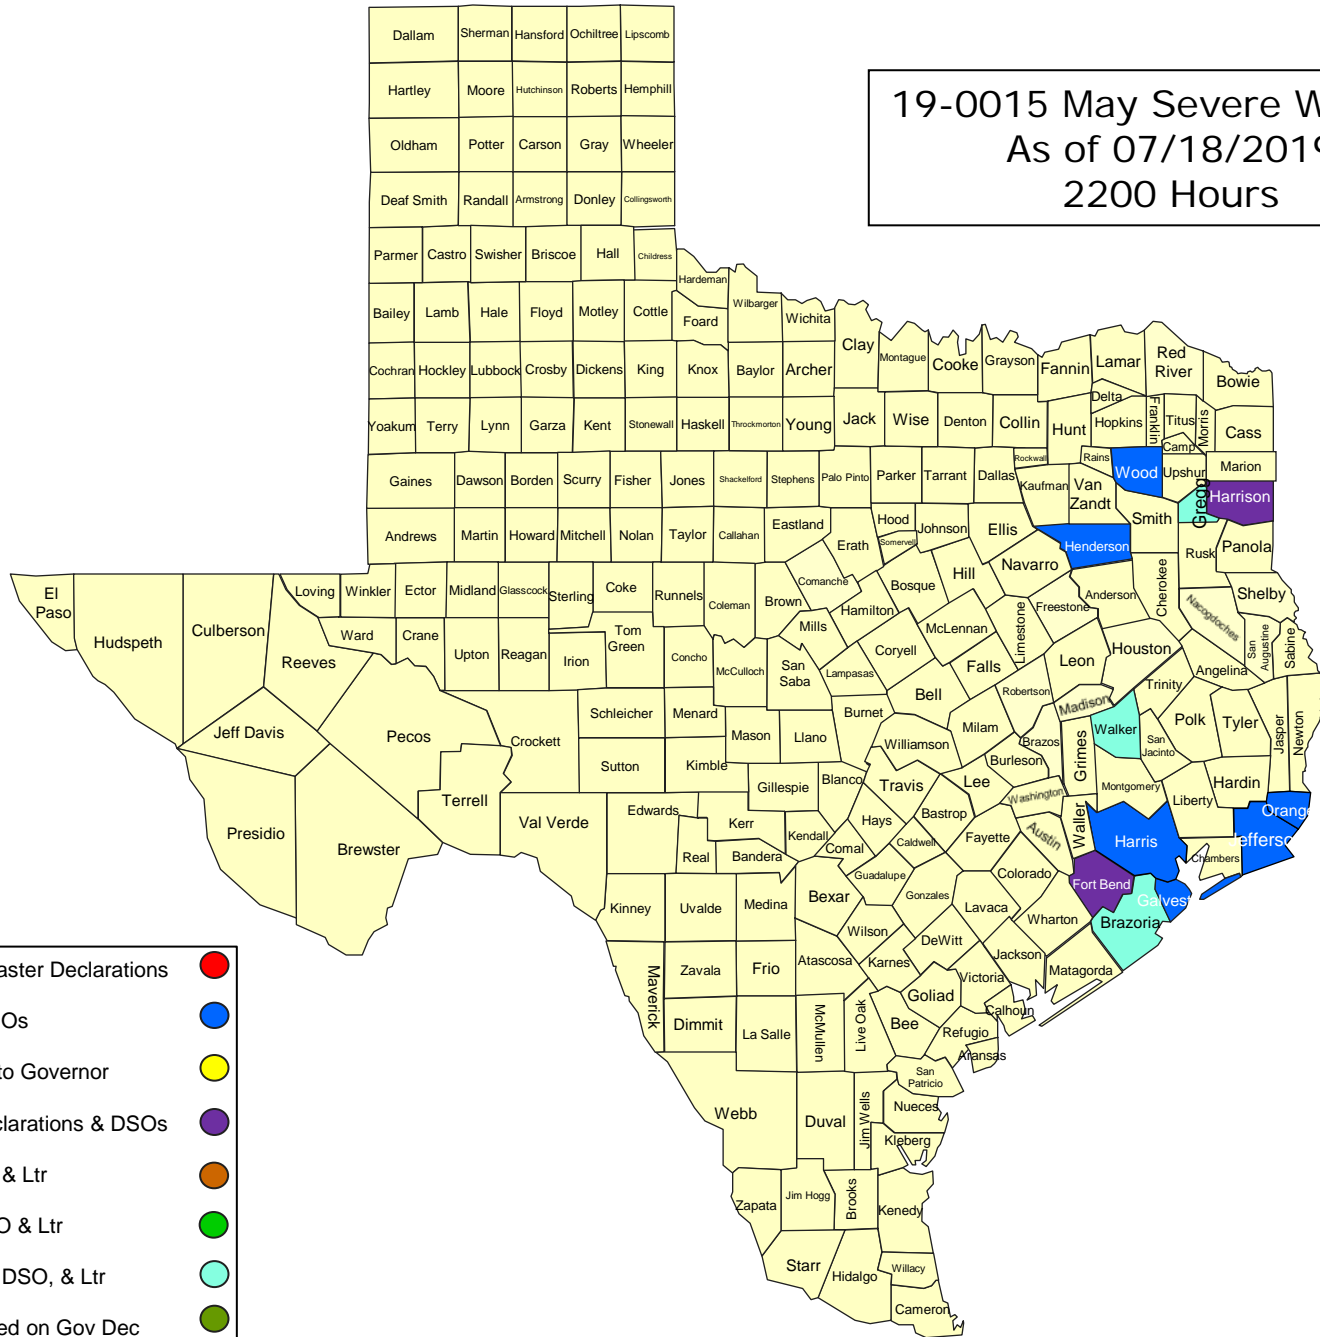 Dallam Sherman Hansford Ochiltree Lipscomb
Hartley Moore Hutchinson Roberts Hemphill
19-0015 May Severe W
As of 07/18/2019
2200 Hours
Oldham Potter Carson Gray Wheeler
Deaf Smith Randall Armstrong Donley Collingsworth
Parmer Castro Swisher Briscoe Hall Childress
Hardeman
Wilbarger
Bailey Lamb Hale Floyd Motley Cottle Foard Wichita
Clay Montague Cooke Grayson Fannin Lamar Red River Bowie
Cochran Hockley Lubbock Crosby Dickens King Knox Baylor Archer
Delta
Yoakum Terry Lynn Garza Kent Stonewall Haskell Throckmorton Young Jack Wise Denton Collin Hunt Hopkins Franklin Titus Morris Cass
Camp
Rockwall Rains Wood Upshur Marion
Gaines Dawson Borden Scurry Fisher Jones Shackelford Stephens Palo Pinto Parker Tarrant Dallas Kaufman Van Zandt Gregg Harrison
Andrews Martin Howard Mitchell Nolan Taylor Callahan Eastland Erath Hood Somervell Johnson Ellis Henderson Smith Rusk Panola
El Paso Hudspeth Culberson Loving Winkler Ector Midland Glasscock Sterling Coke Runnels Coleman Brown Comanche Hamilton Bosque Hill Navarro Freestone Anderson Cherokee Nacogdoches Shelby
Reeves Ward Crane Upton Reagan Irion Tom Green Concho McCulloch San Saba Mills Lampasas Coryell McLennan Limestone Falls Leon Houston Angelina San Augustine Sabine
Jeff Davis Pecos Crockett Schleicher Menard Mason Llano Burnet Bell Milam Robertson Madison Walker Trinity San Jacinto Polk Tyler Jasper Newton
Sutton Kimble Gillespie Blanco Williamson Travis Lee Burleson Brazos Grimes Montgomery Liberty Hardin
Presidio Brewster Terrell Val Verde Edwards Kerr Real Bandera Kendall Comal Hays Caldwell Bastrop Fayette Washington Austin Waller Harris Chambers Orange
Jefferso
Kinney Uvalde Medina Bexar Guadalupe Gonzales Lavaca Colorado Fort Bend Galvest
Wilson Wharton Brazoria
Maverick Zavala Frio Atascosa Karnes DeWitt Jackson Matagorda
Dimmit La Salle McMullen Live Oak Bee Goliad Victoria Calhoun
Refugio
Aransas
San Patricio
Webb Duval Jim Wells Nueces
Kleberg
Zapata Jim Hogg Brooks Kenedy
Starr Hidalgo Willacy
Cameron
aster Declarations
Os
to Governor
clarations & DSOs
& Ltr
O & Ltr
DSO, & Ltr
ed on Gov Dec